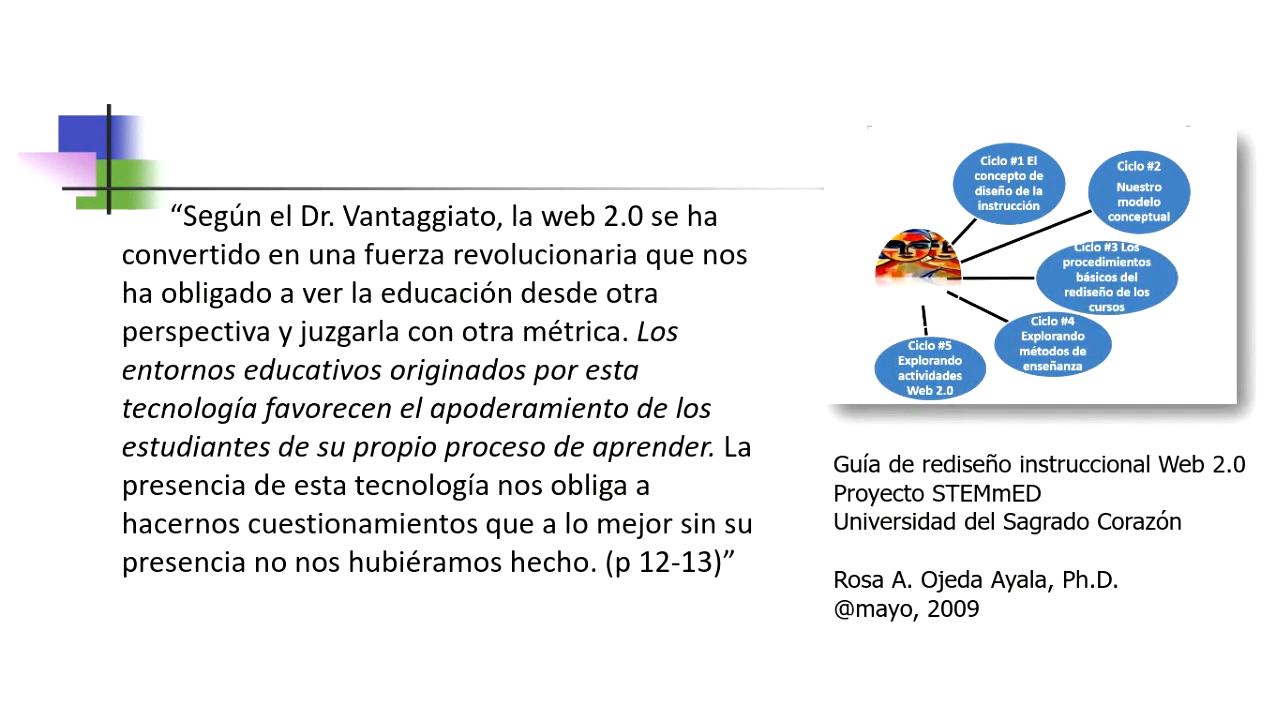 “Según el Dr. Vantaggiato, la web 2.0 se ha
convertido en una fuerza revolucionaria que nos
ha obligado a ver la educación desde otra
perspectiva y juzgarla con otra métrica. Los
entornos educativos originados por esta
tecnología favorecen el apoderamiento de los
estudiantes de su propio proceso de aprender. La
presencia de esta tecnología nos obliga a
hacernos cuestionamientos que a lo mejor sin su
presencia no nos hubiéramos hecho. (p 12-13)”
Ciclo #1 El
concepto de
diseño de la
instrucción
Ciclo #2
Nuestro
modelo
conceptual
Ciclo #3 Los
procedimientos
básicos del
rediseño de los
cursos
Ciclo #4
Explorando
métodos de
enseñanza
Ciclo #5
Explorando
actividades
Web 2.0
Guía de rediseño instruccional Web 2.0
Proyecto STEMmED
Universidad del Sagrado Corazón
Rosa A. Ojeda Ayala, Ph.D.
@mayo, 2009